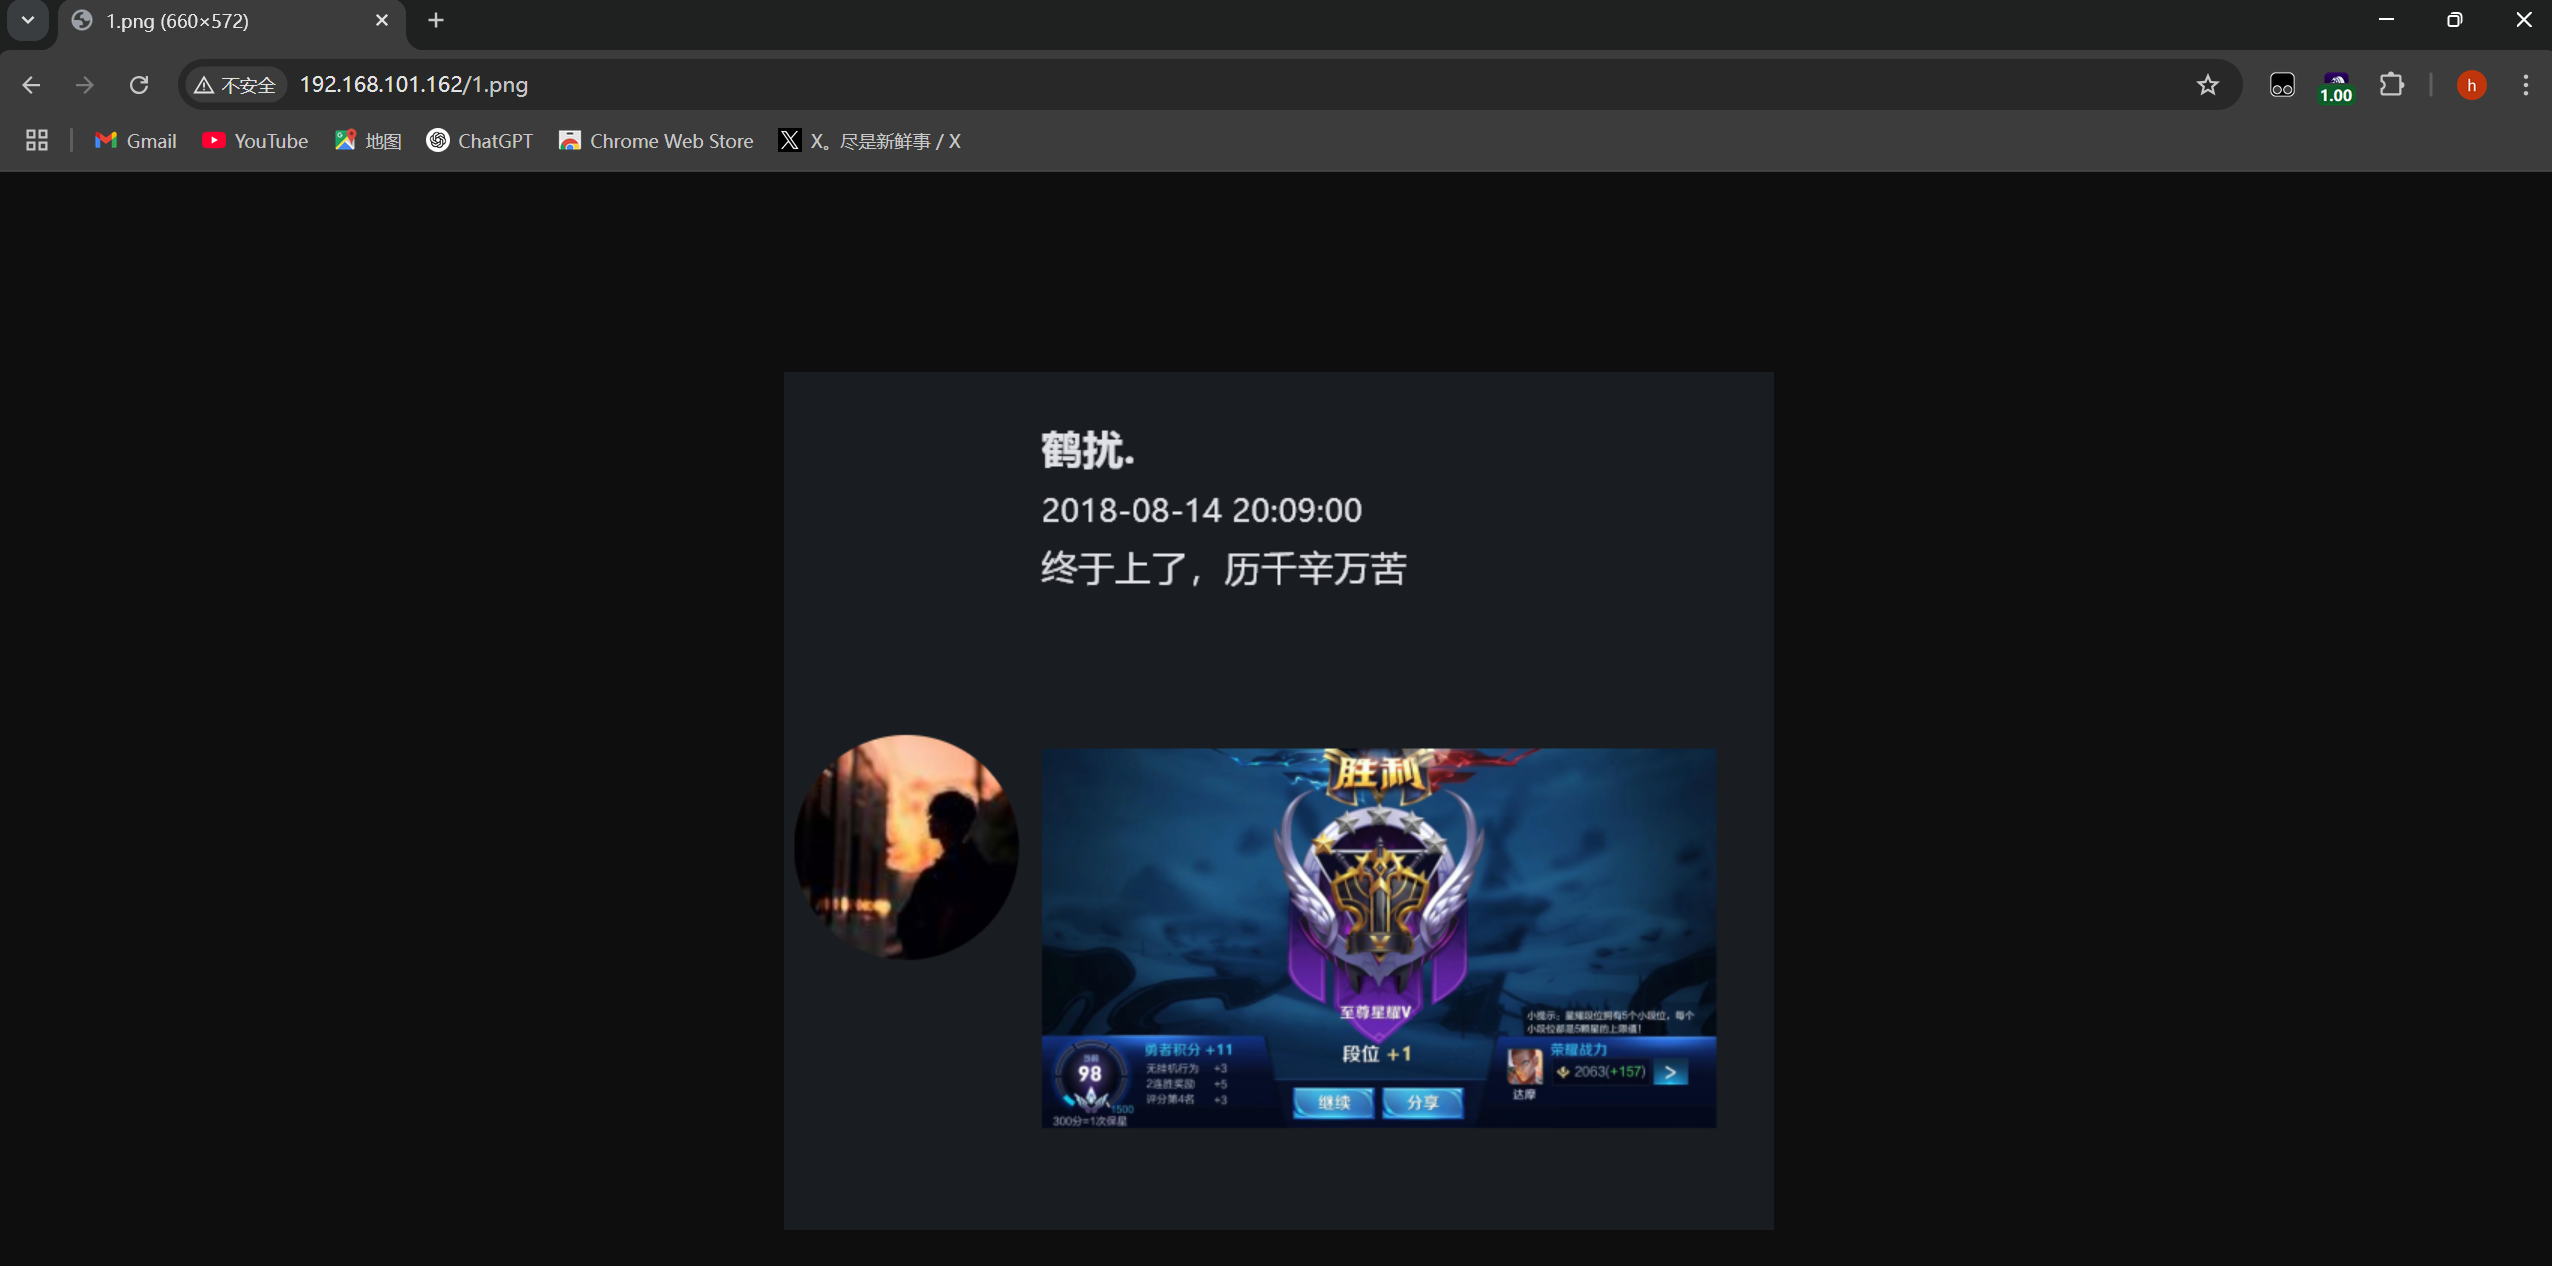 1.png (660×572)
不安全
192.168.101.162/1.png
1.00
h
Gmail
YouTube
地图
ChatGPT
Chrome Web Store
X。尽是新鲜事 / X
鹤扰.
2018-08-14 20:09:00
终于上了，历千辛万苦
胜利
至尊星耀V
段位 +1
小提示：星耀段位拥有5个小段位，每个
小段位都是5颗星的上限值！
当前
98
1500
300分=1次保星
勇者积分 +11
无挂机行为 +3
2连胜奖励 +5
评分第4名 +3
继续
分享
荣耀战力
2063(+157)
达摩